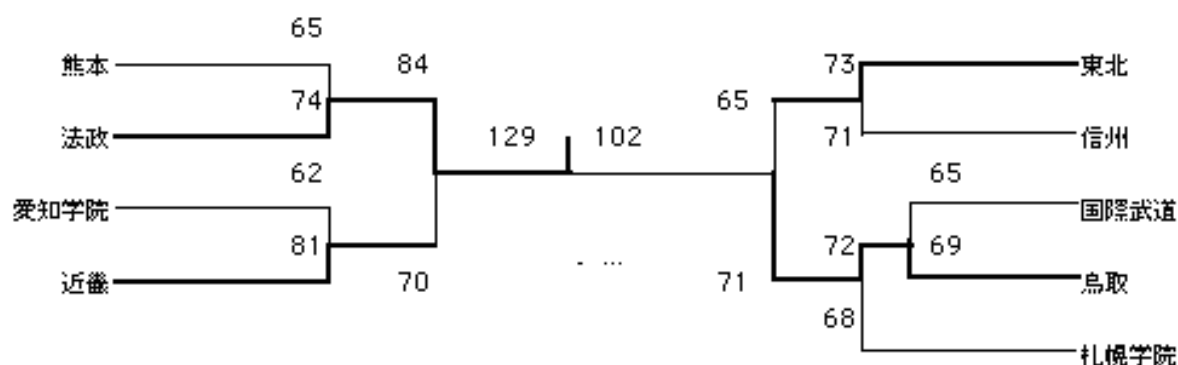 65
熊本 84 73 東北
74 65
法政 129 102 71 信州
62 65
愛知学院 国際武道
81 72 69
近畿 70 71 鳥取
68
札幌学院